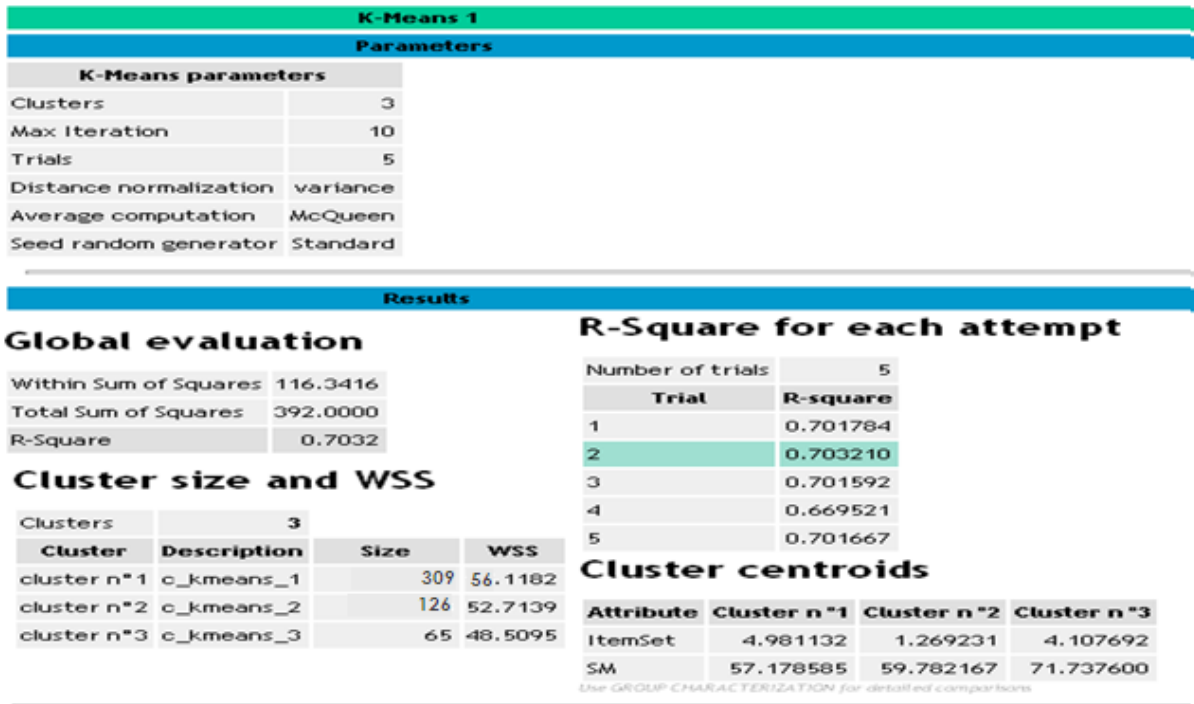 K-Means 1
Parameters
K-Means parameters
Clusters 3
Max Iteration 10
Trials 5
Distance normalization variance
Average computation McQueen
Seed random generator Standard
Results
Global evaluation
Within Sum of Squares 116.3416
Total Sum of Squares 392.0000
R-Square 0.7032
Cluster size and WSS
Clusters 3
Cluster Description Size WSS
cluster n°1 c_kmeans_1 309 56.1182
cluster n°2 c_kmeans_2 126 52.7139
cluster n°3 c_kmeans_3 65 48.5095
R-Square for each attempt
Number of trials 5
Trial R-square
1 0.701784
2 0.703210
3 0.701592
4 0.669521
5 0.701667
Cluster centroids
Attribute Cluster n°1 Cluster n°2 Cluster n°3
ItemSet 4.981132 1.269231 4.107692
SM 57.178585 59.782167 71.737600
Use GROUP CHARACTERIZATION for detailed comparisons